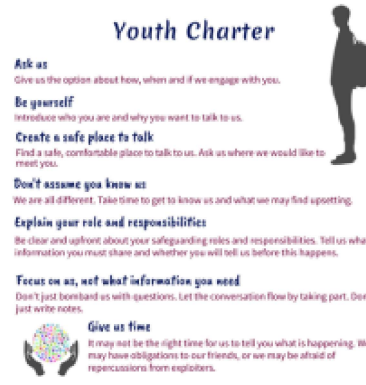 Youth Charter
Ask us
Give us the option about how, when and if we engage with you.
Be yourself
Introduce who you are and why you want to talk to us.
Create a safe place to talk
Find a safe, comfortable place to talk to us. Ask us where we would like to
meet you.
Don't assume you know us
We are all different. Take time to get to know us and what we may find upsetting.
Explain your role and responsibilities
Be clear and upfront about your safeguarding roles and responsibilities. Tell us wha
information you must share and whether you will tell us before this happens.
Focus on us, not what information you need
Don't just bombard us with questions. Let the conversation flow by taking part. Don
just write notes.
Give us time
It may not be the right time for us to tell you what is happening. W
may have obligations to our friends, or we may be afraid of
repercussions from exploiters.